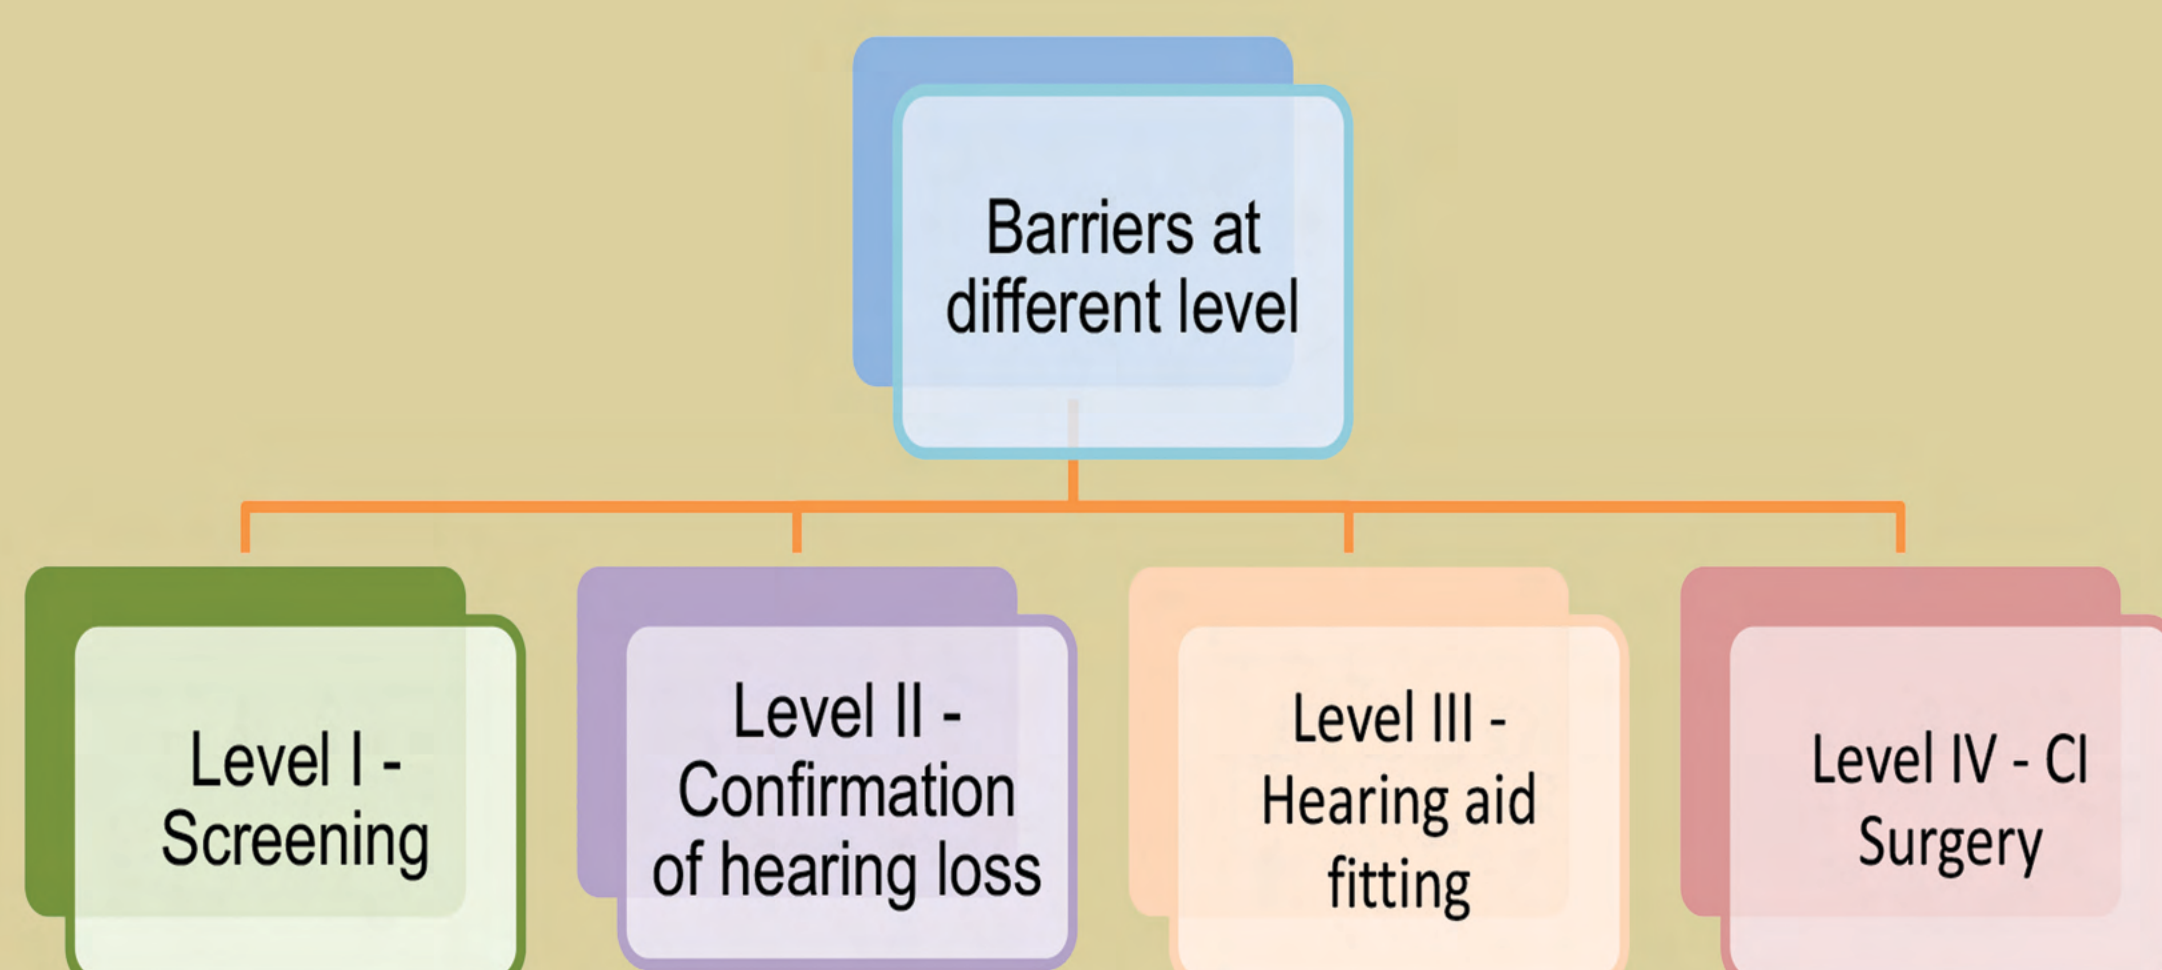 Barriers at
different level
Level I -
Screening
Level II -
Confirmation
of hearing loss
Level III -
Hearing aid
fitting
Level IV - CI
Surgery